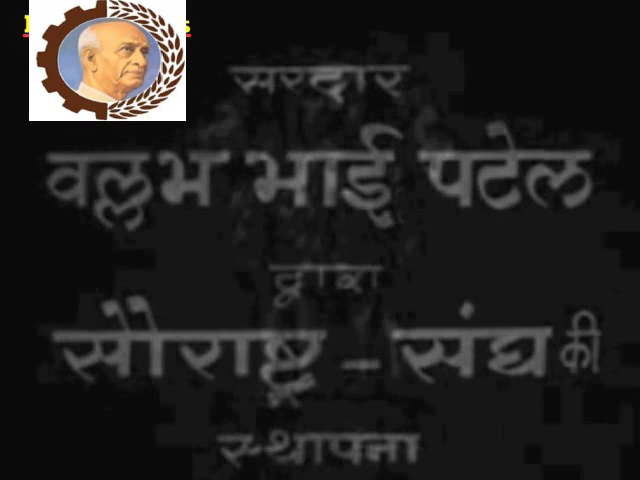 सरदार
वल्लभ भाई पटेल
द्वारा
सौराष्ट्र - संघ की
स्थापना